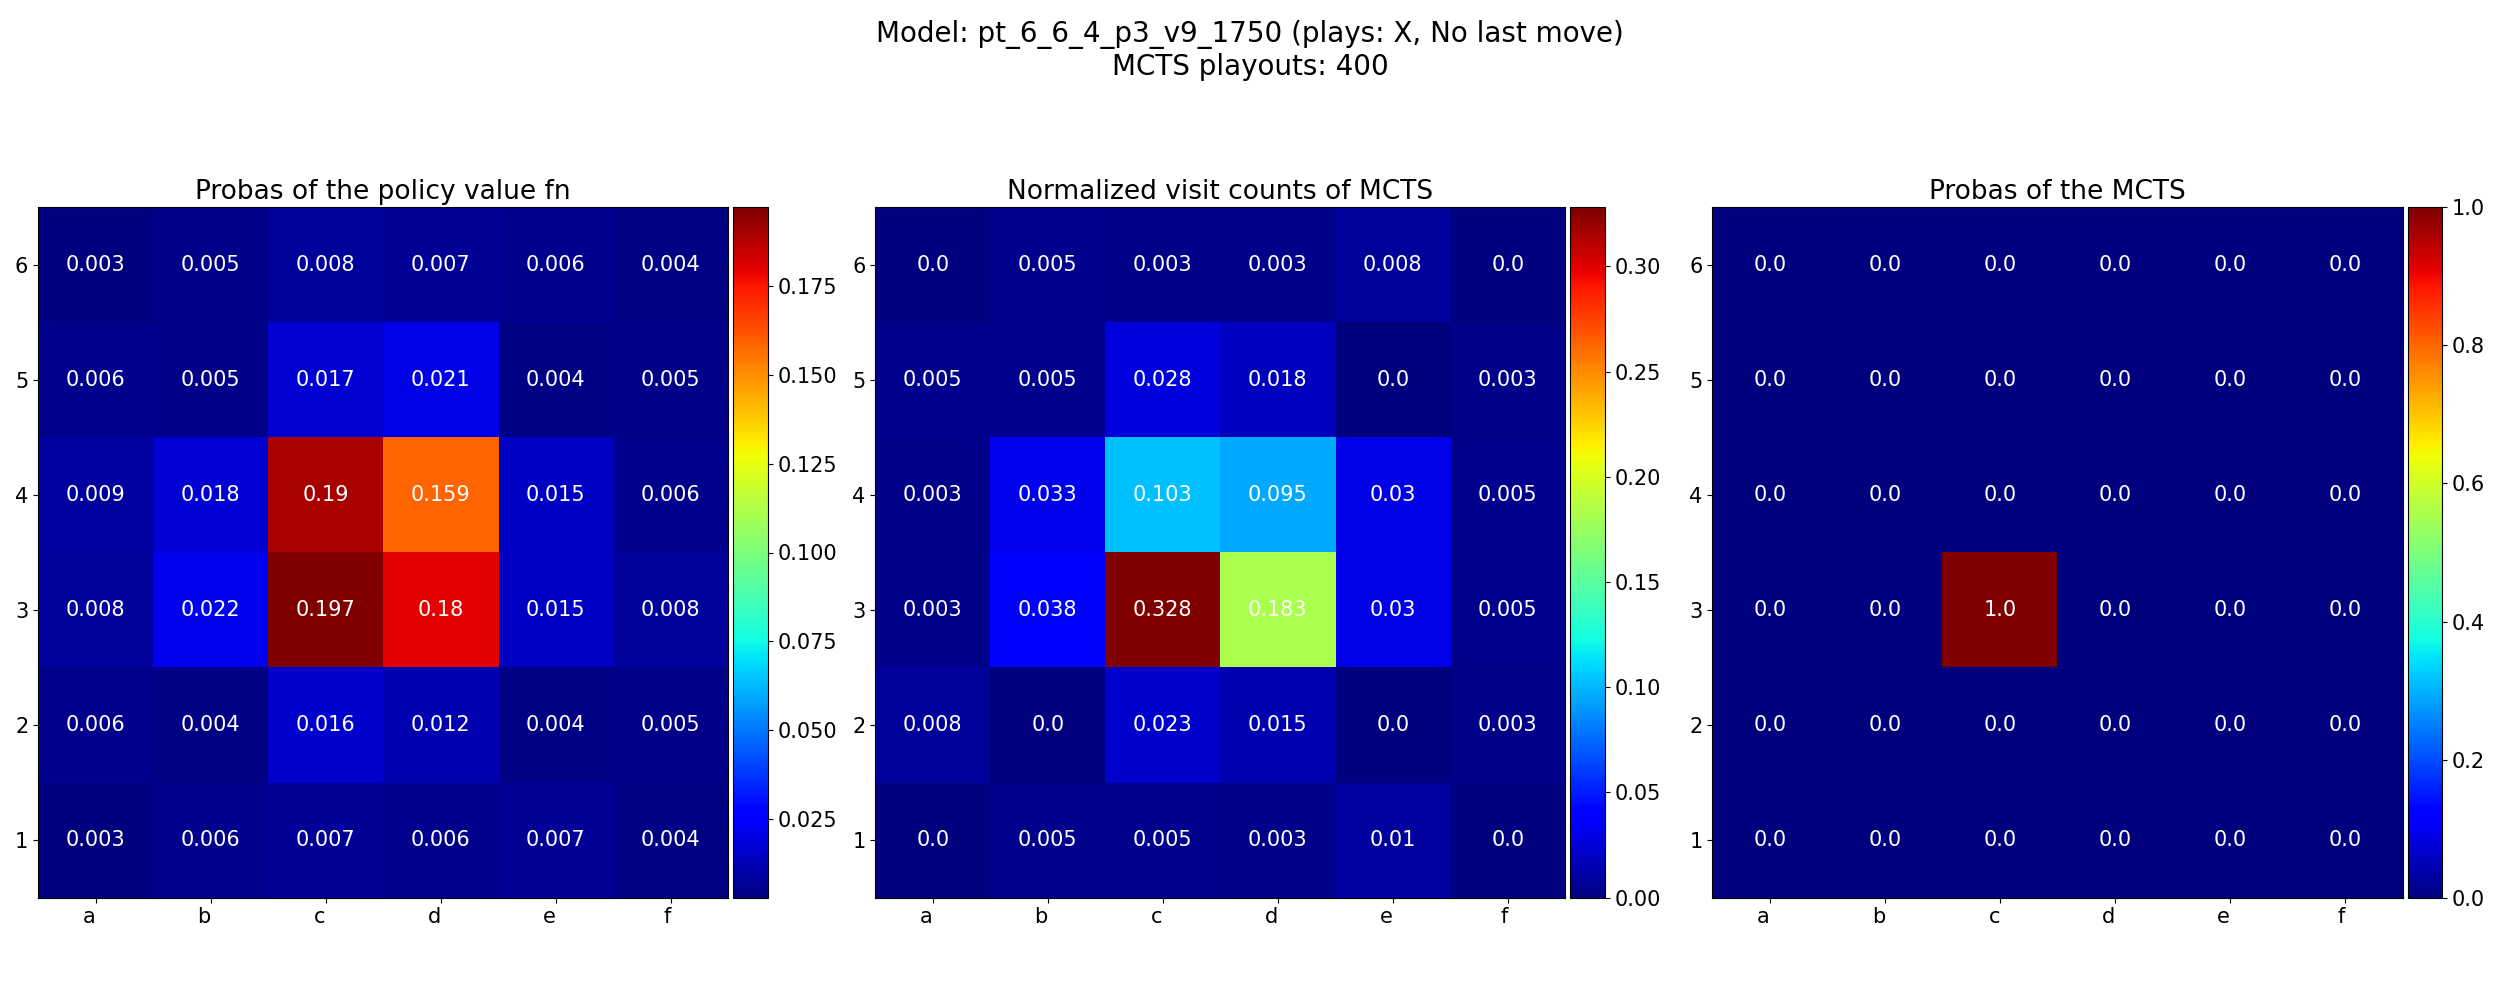 Model: pt_6_6_4_p3_v9_1750 (plays: X, No last move)
MCTS playouts: 400
Probas of the policy value fn
6 0.003 0.005 0.008 0.007 0.006 0.004
5 0.006 0.005 0.017 0.021 0.004 0.005
4 0.009 0.018 0.19 0.159 0.015 0.006
3 0.008 0.022 0.197 0.18 0.015 0.008
2 0.006 0.004 0.016 0.012 0.004 0.005
1 0.003 0.006 0.007 0.006 0.007 0.004
a b c d e f
0.175
0.150
0.125
0.100
0.075
0.050
0.025
Normalized visit counts of MCTS
6 0.0 0.005 0.003 0.003 0.008 0.0
5 0.005 0.005 0.028 0.018 0.0 0.003
4 0.003 0.033 0.103 0.095 0.03 0.005
3 0.003 0.038 0.328 0.183 0.03 0.005
2 0.008 0.0 0.023 0.015 0.0 0.003
1 0.0 0.005 0.005 0.003 0.01 0.0
a b c d e f
0.30
0.25
0.20
0.15
0.10
0.05
0.00
Probas of the MCTS
6 0.0 0.0 0.0 0.0 0.0 0.0
5 0.0 0.0 0.0 0.0 0.0 0.0
4 0.0 0.0 0.0 0.0 0.0 0.0
3 0.0 0.0 1.0 0.0 0.0 0.0
2 0.0 0.0 0.0 0.0 0.0 0.0
1 0.0 0.0 0.0 0.0 0.0 0.0
a b c d e f
1.0
0.8
0.6
0.4
0.2
0.0